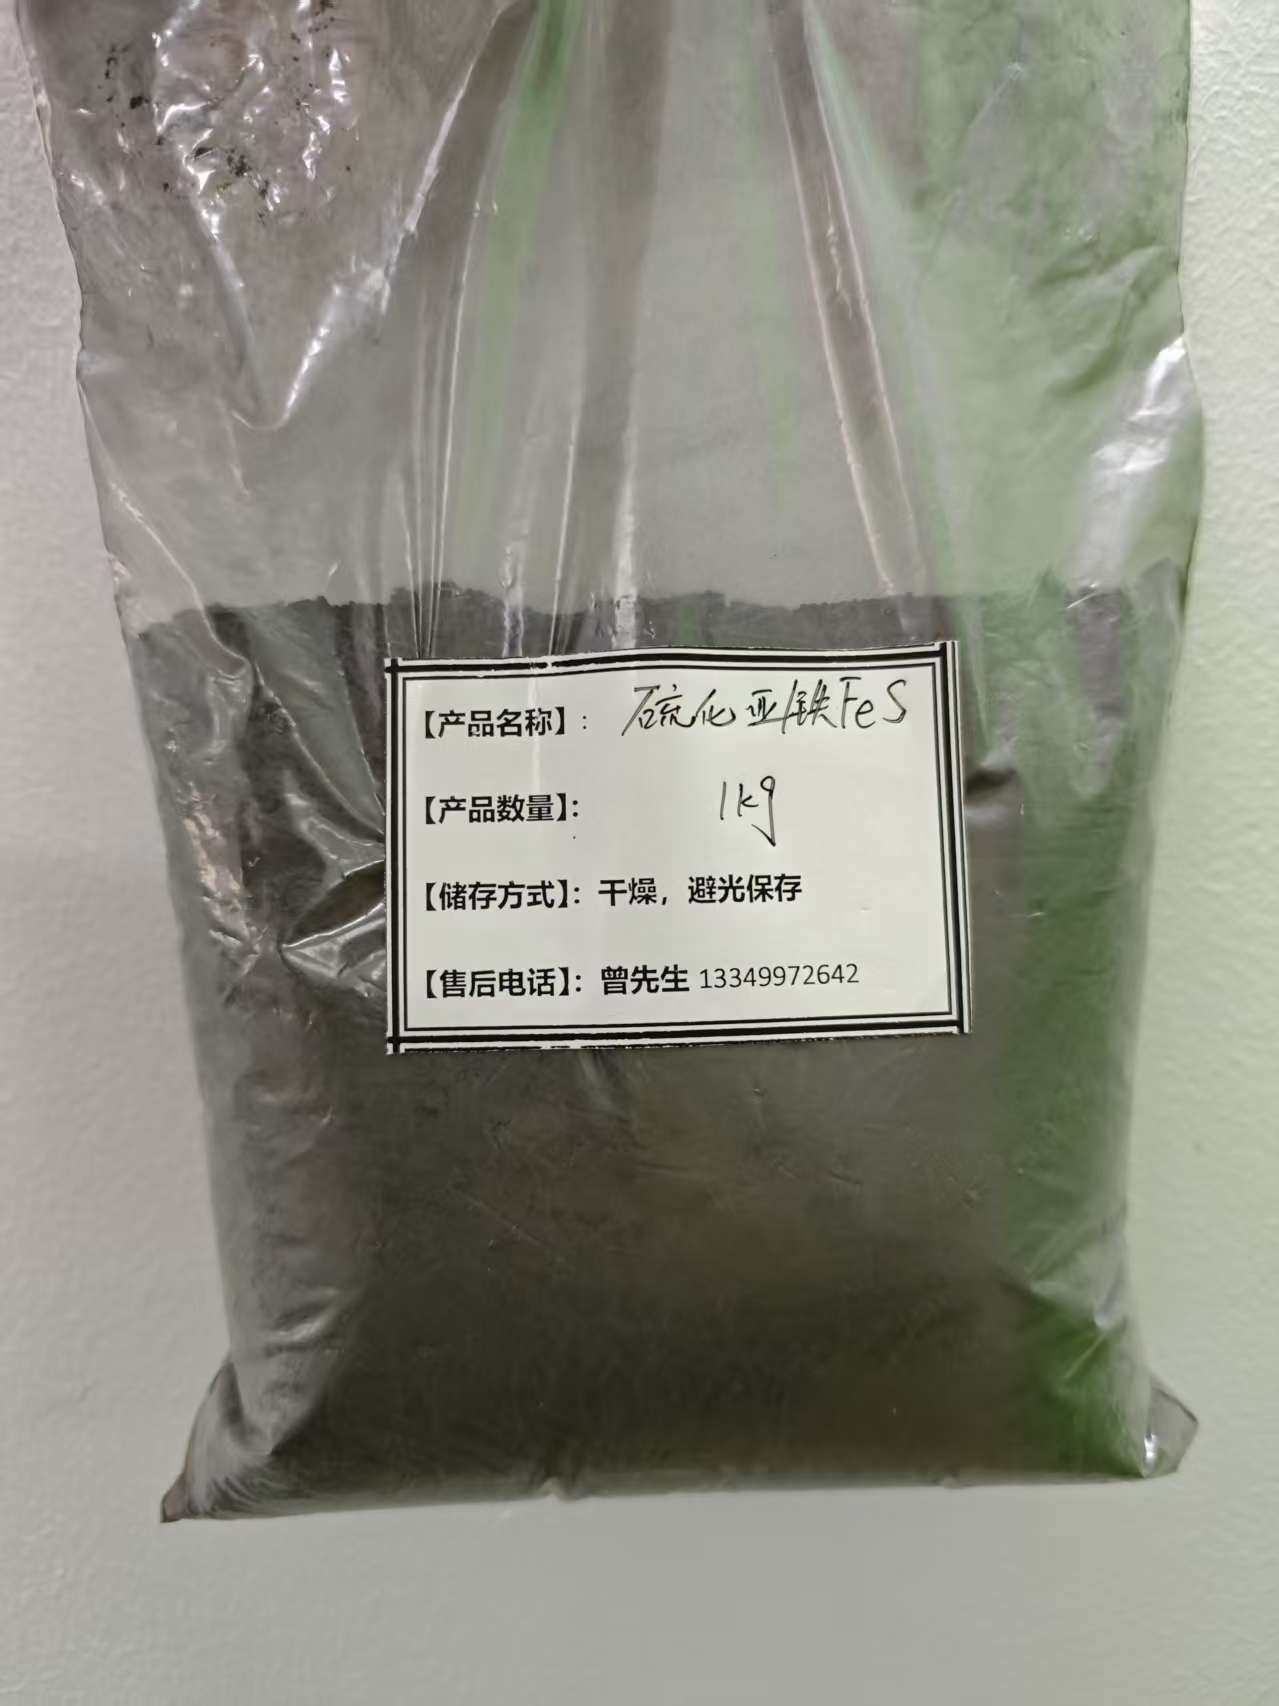 【产品名称】：硫化亚铁FeS
【产品数量】：1kg
【储存方式】：干燥，避光保存
【售后电话】：曾先生 13349972642